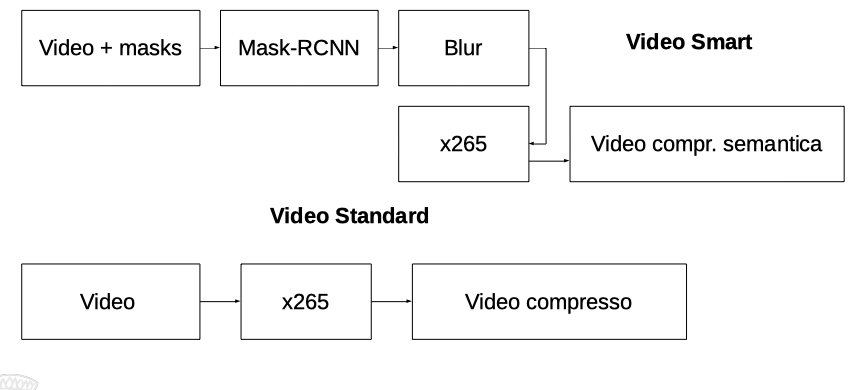 Video + masks
Mask-RCNN
Blur
Video Smart
x265
Video compr. semantica
Video Standard
Video
x265
Video compresso